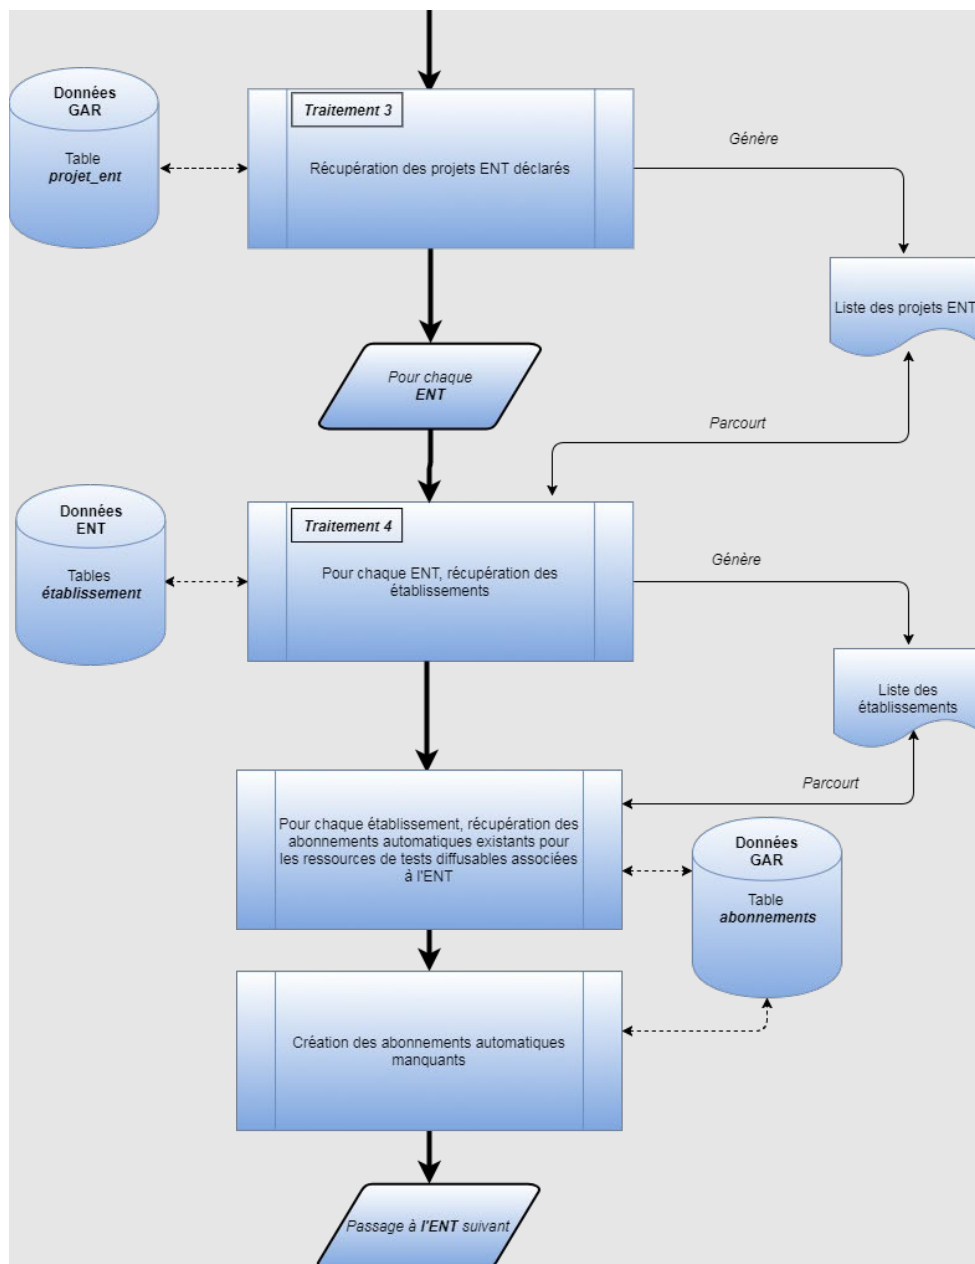 Données
GAR
Table
projet_ent
Traitement 3
Récupération des projets ENT déclarés
Génère
Liste des projets ENT
Pour chaque
ENT
Parcourt
Données
ENT
Tables
établissement
Traitement 4
Pour chaque ENT, récupération des
établissements
Génère
Liste des
établissements
Parcourt
Pour chaque établissement, récupération des
abonnements automatiques existants pour
les ressources de tests diffusables associées
à l'ENT
Données
GAR
Table
abonnements
Création des abonnements automatiques
manquants
Passage à l'ENT suivant